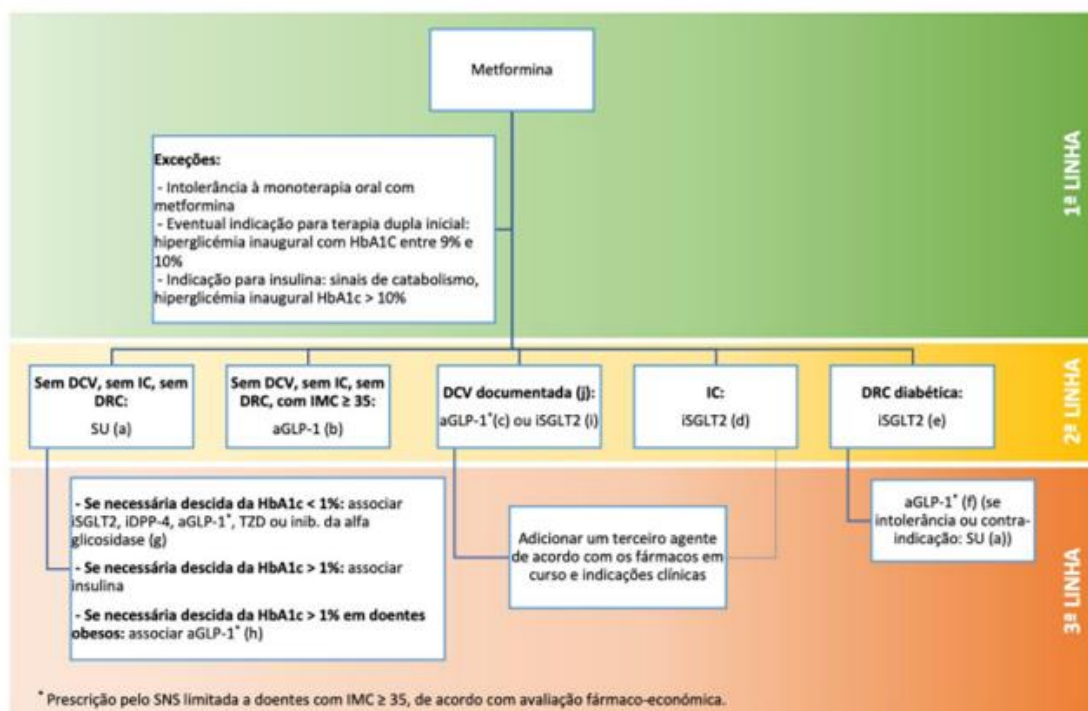 Metformina
1ª LINHA
Exceções:
- Intolerância à monoterapia oral com
metformina
- Eventual indicação para terapia dupla inicial:
hiperglicémia inaugural com HbA1C entre 9% e
10%
- Indicação para insulina: sinais de catabolismo,
hiperglicémia inaugural HbA1c > 10%
Sem DCV, sem IC, sem
DRC:
SU (a)
Sem DCV, sem IC, sem
DRC, com IMC ≥ 35:
aGLP-1 (b)
DCV documentada (j):
aGLP-1*(c) ou iSGLT2 (i)
IC:
iSGLT2 (d)
DRC diabética:
iSGLT2 (e)
2ª LINHA
- Se necessária descida da HbA1c < 1%: associar
iSGLT2, iDPP-4, aGLP-1*, TZD ou inib. da alfa
glicosidase (g)
- Se necessária descida da HbA1c > 1%: associar
insulina
- Se necessária descida da HbA1c > 1% em doentes
obesos: associar aGLP-1* (h)
Adicionar um terceiro agente
de acordo com os fármacos em
curso e indicações clínicas
aGLP-1* (f) (se
intolerância ou contra-
indicação: SU (a))
3ª LINHA
* Prescrição pelo SNS limitada a doentes com IMC ≥ 35, de acordo com avaliação fármaco-económica.